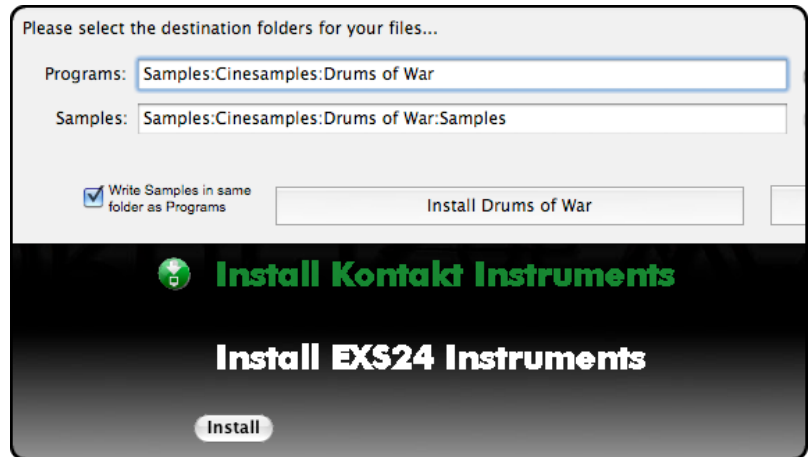 Please select the destination folders for your files...
Programs: Samples:Cinesamples:Drums of War
Samples: Samples:Cinesamples:Drums of War:Samples
Write Samples in same
folder as Programs
Install Drums of War
Install Kontakt Instruments
Install EXS24 Instruments
Install